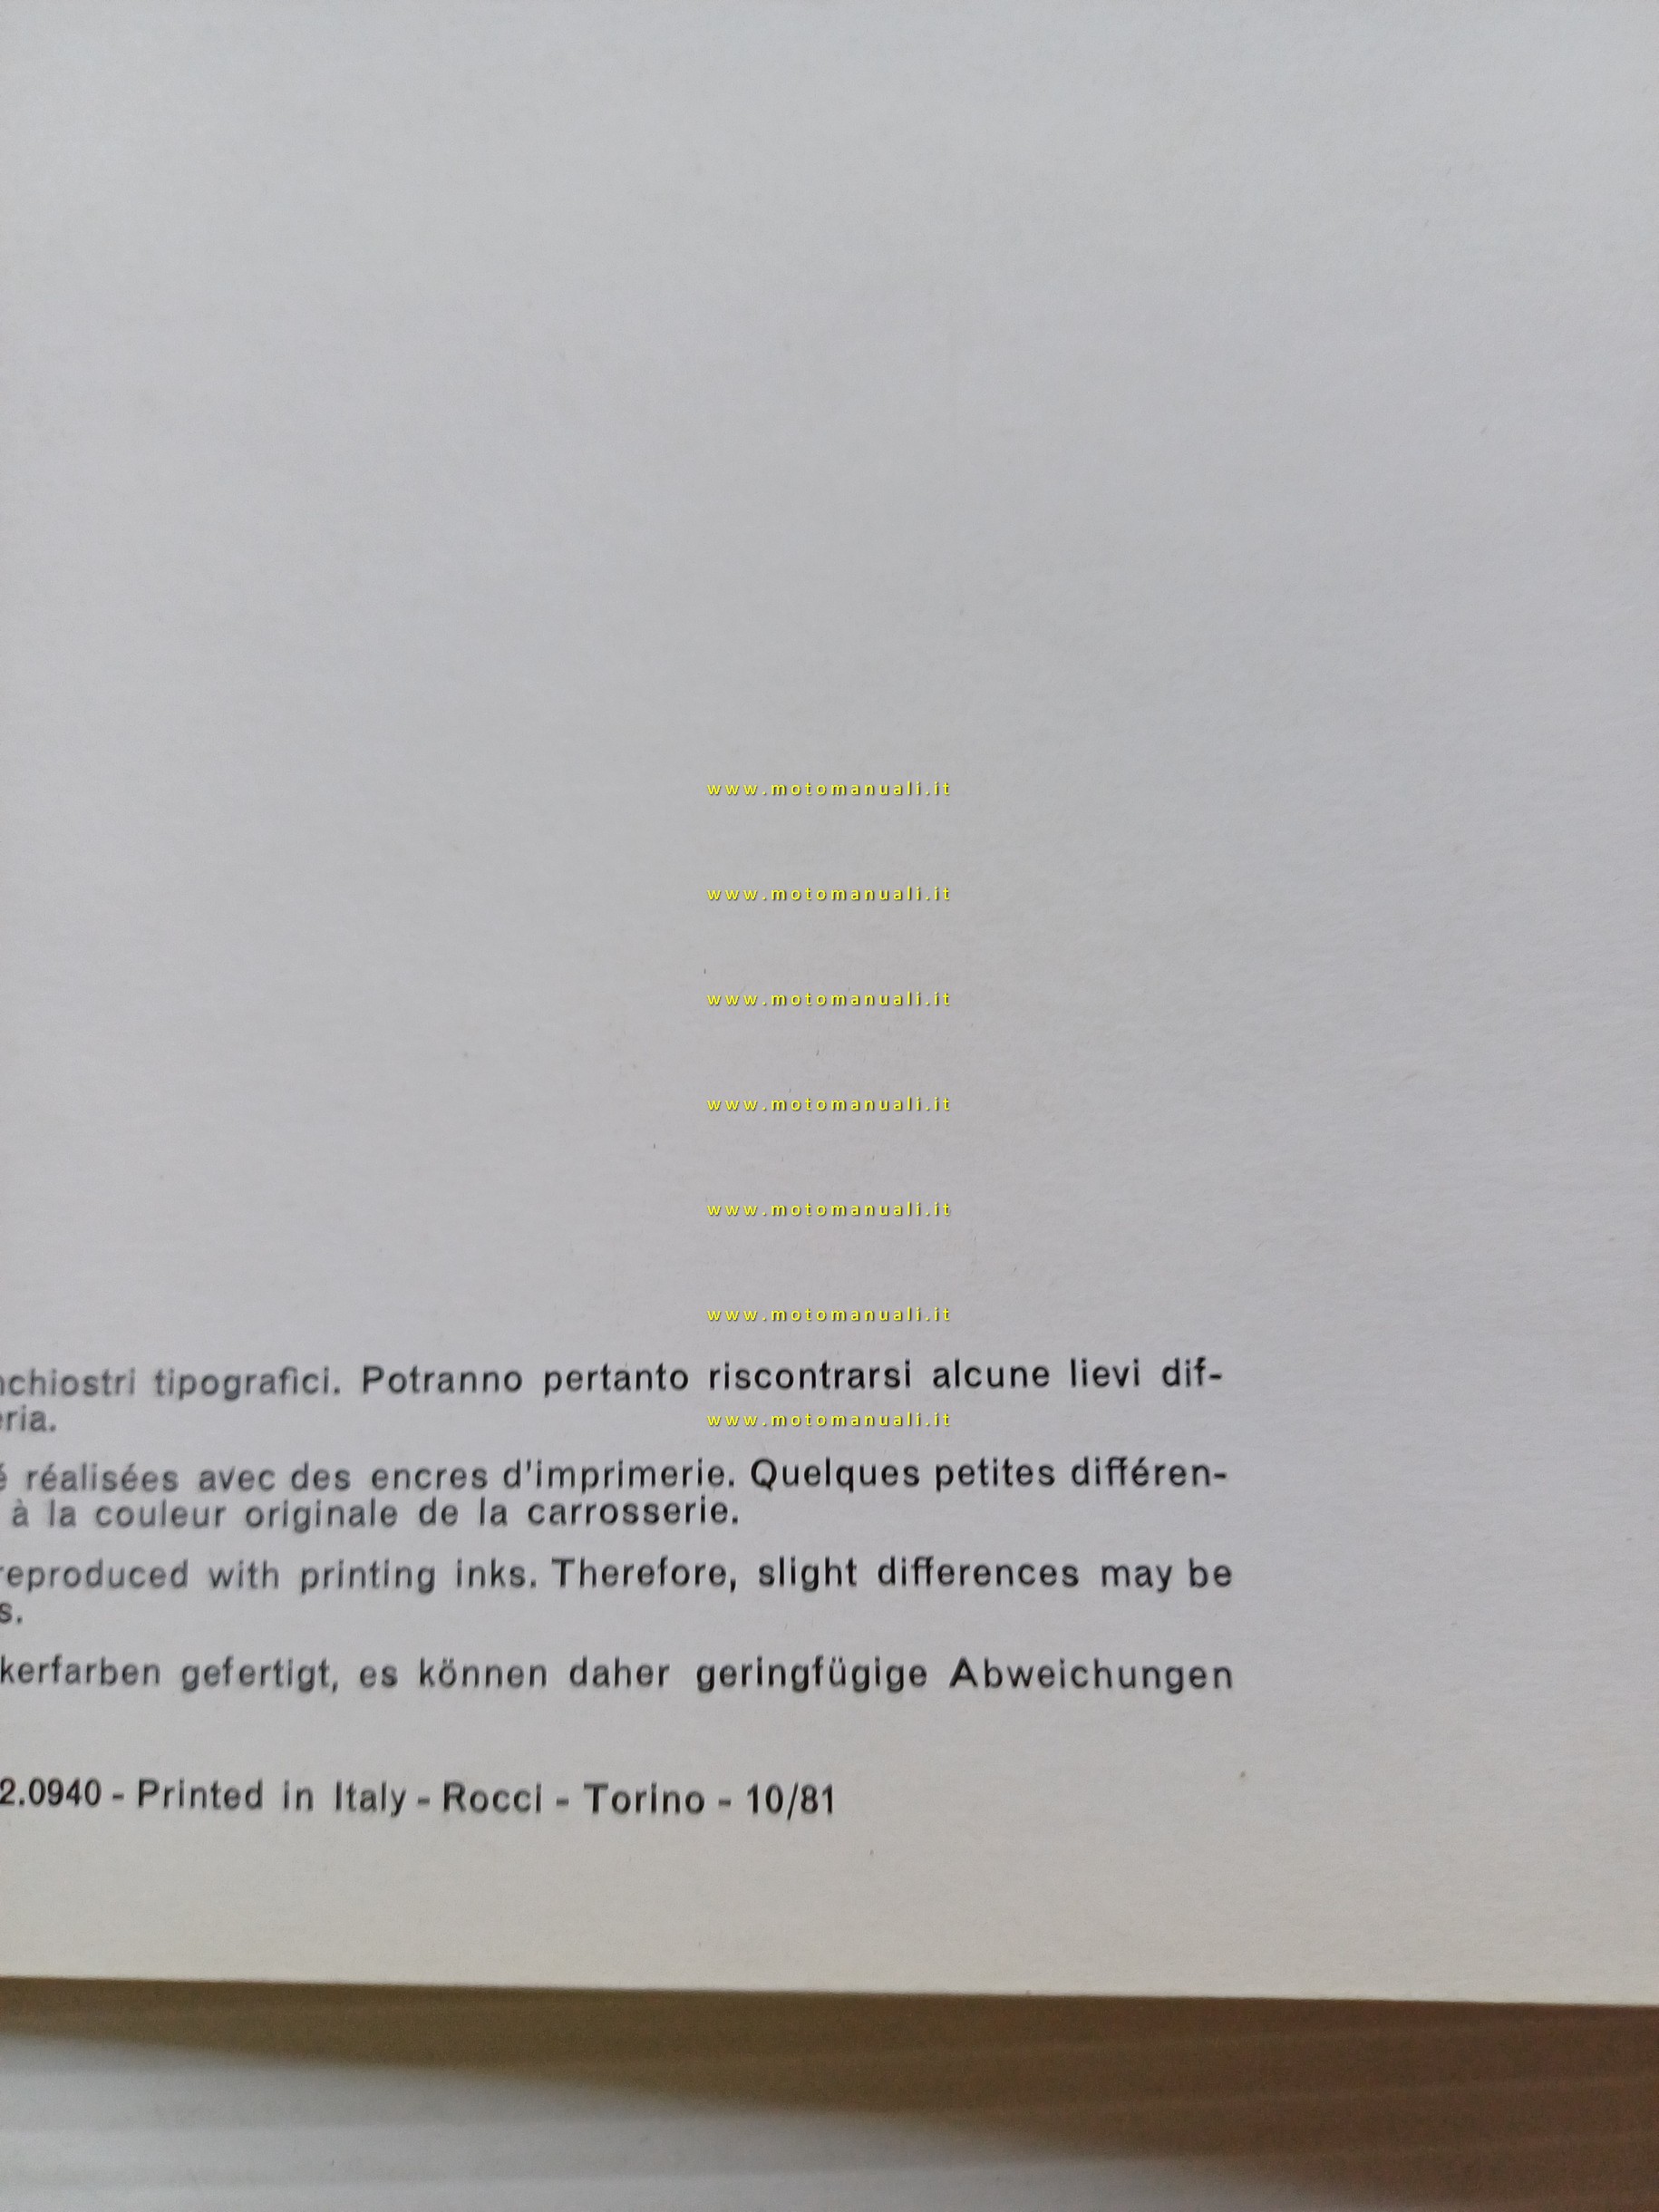 www.motomanuali.it
www.motomanuali.it
www.motomanuali.it
www.motomanuali.it
www.motomanuali.it
www.motomanuali.it
nchiostri tipografici. Potranno pertanto riscontrarsi alcune lievi dif-
eria.
www.motomanuali.it
é réalisées avec des encres d'imprimerie. Quelques petites différen-
à la couleur originale de la carrosserie.
reproduced with printing inks. Therefore, slight differences may be
s.
kerfarben gefertigt, es können daher geringfügige Abweichungen
2.0940 - Printed in Italy - Rocci - Torino - 10/81